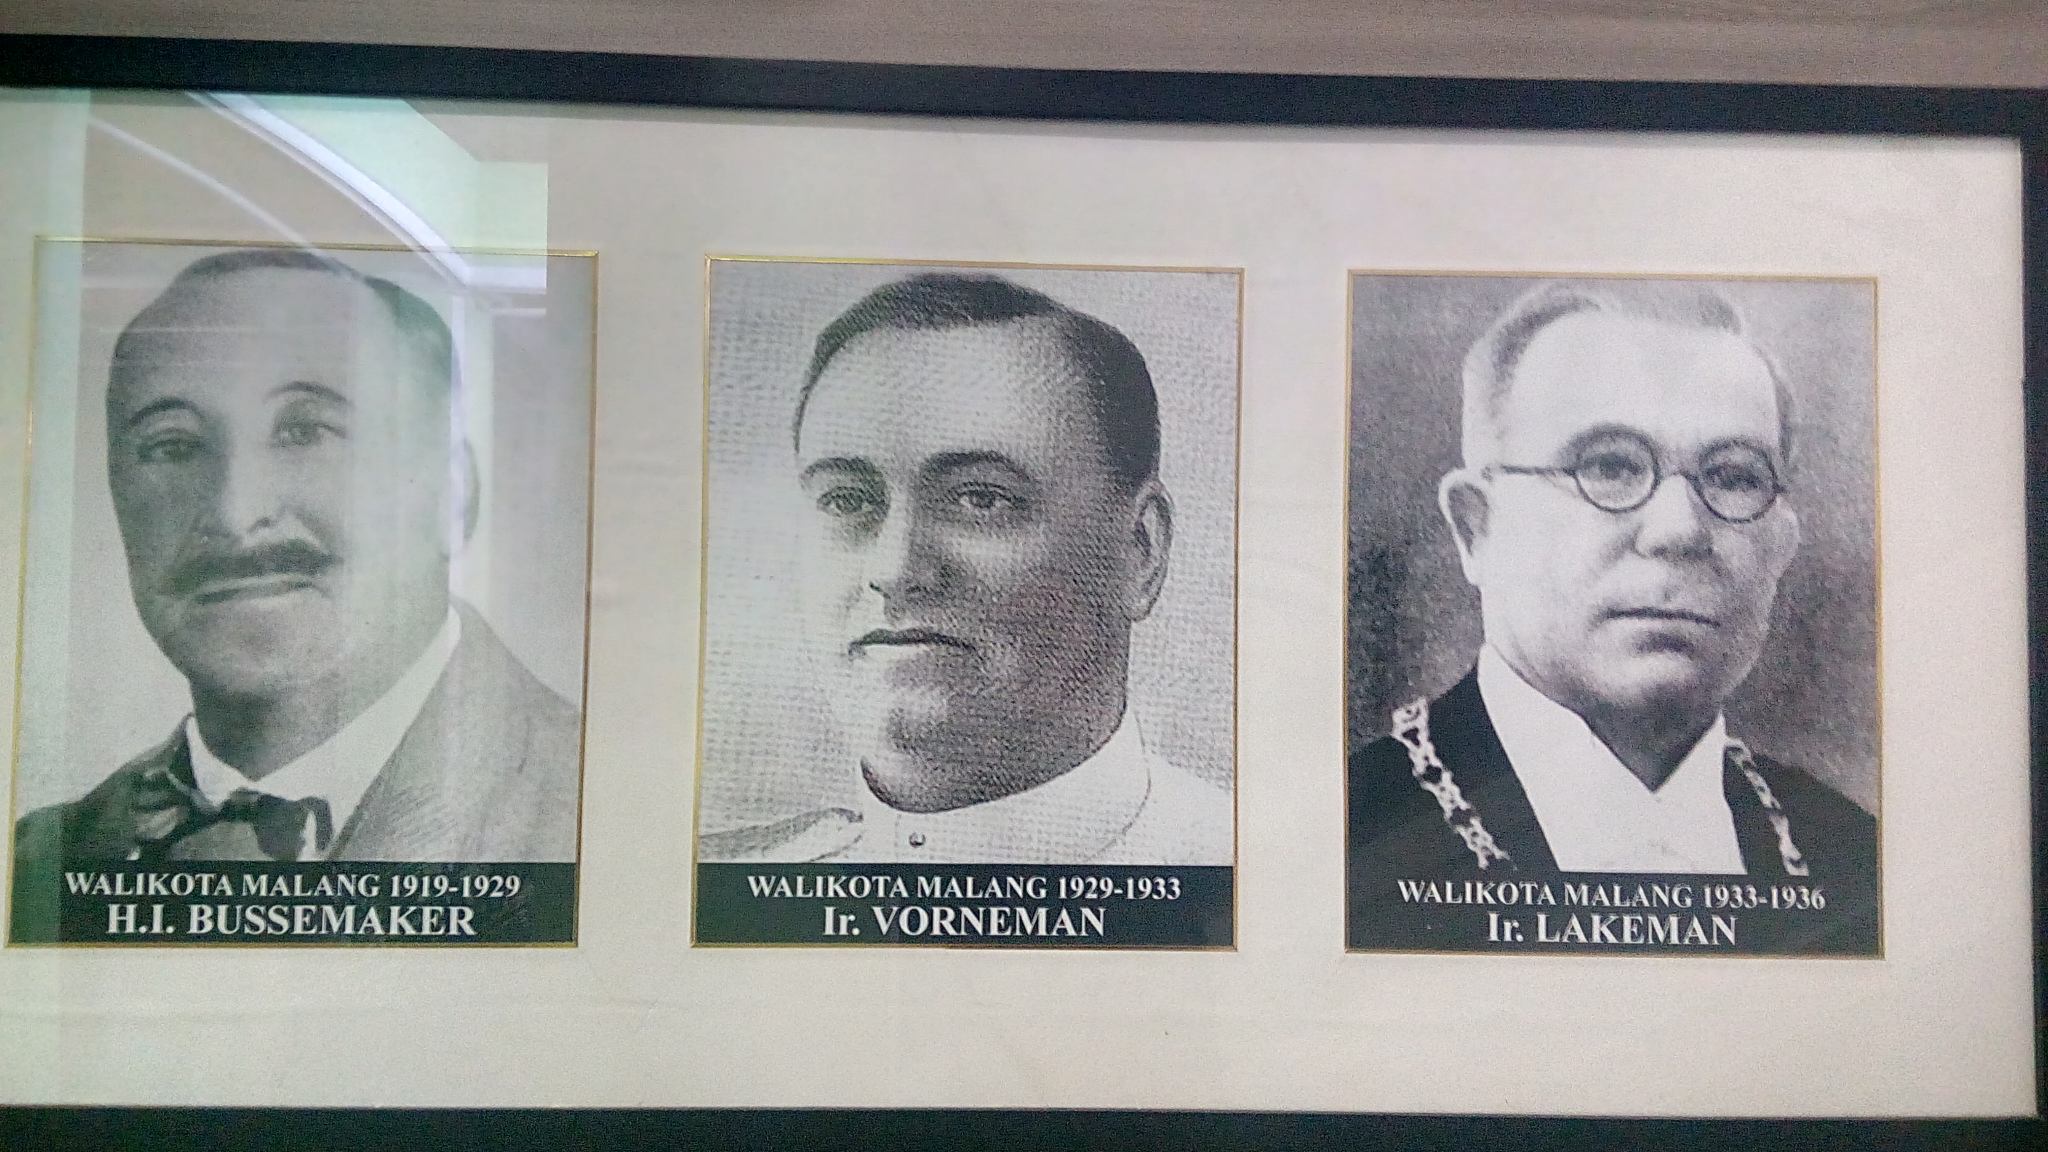 WALIKOTA MALANG 1919-1929
H.I. BUSSEMAKER
WALIKOTA MALANG 1929-1933
Ir. VORNEMAN
WALIKOTA MALANG 1933-1936
Ir. LAKEMAN